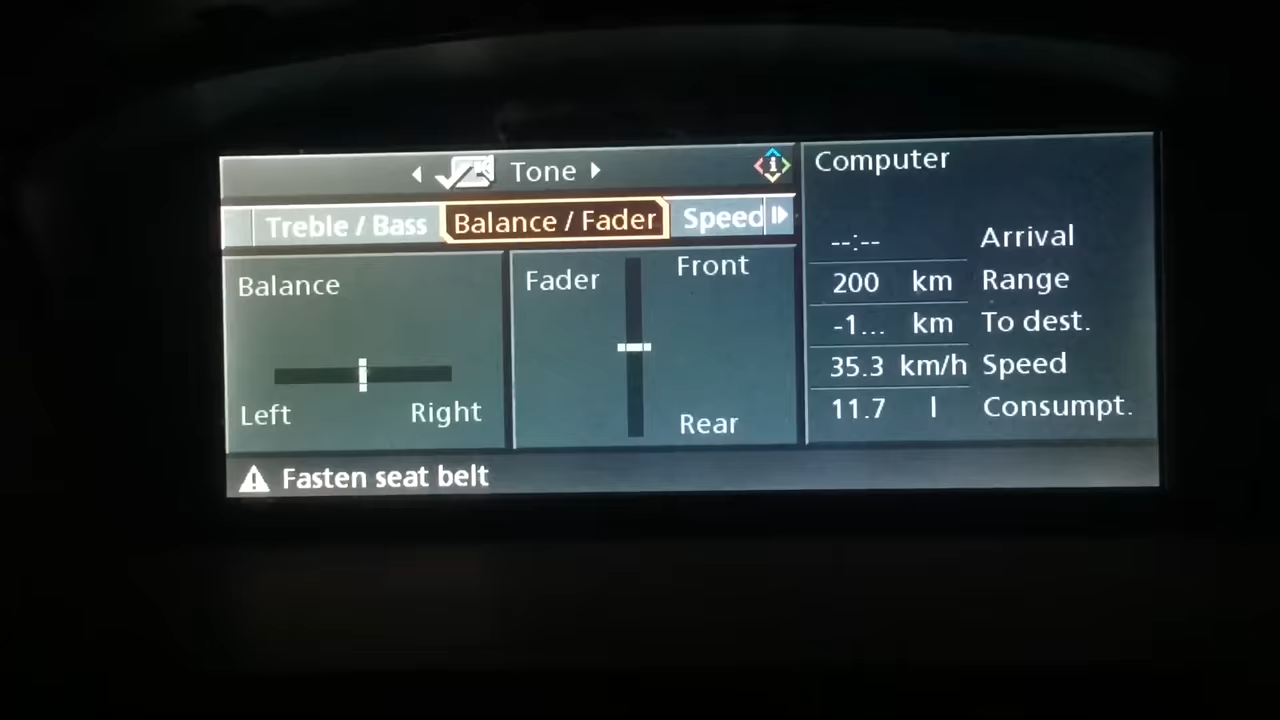 Tone
Treble / Bass Balance / Fader Speed
Balance
Left Right
Fader Front
Rear
Computer
--:-- Arrival
200 km Range
-1... km To dest.
35.3 km/h Speed
11.7 l Consumpt.
Fasten seat belt